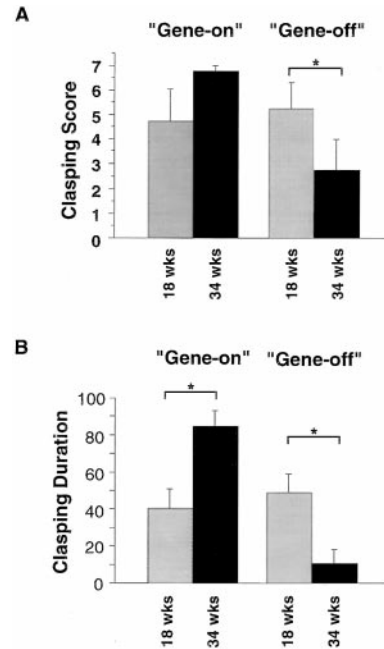 A
"Gene-on" "Gene-off"
Clasping Score
7
6
5
4
3
2
1
0
*
18 wks
34 wks
18 wks
34 wks
B
"Gene-on" "Gene-off"
Clasping Duration
100
80
60
40
20
0
*
*
18 wks
34 wks
18 wks
34 wks